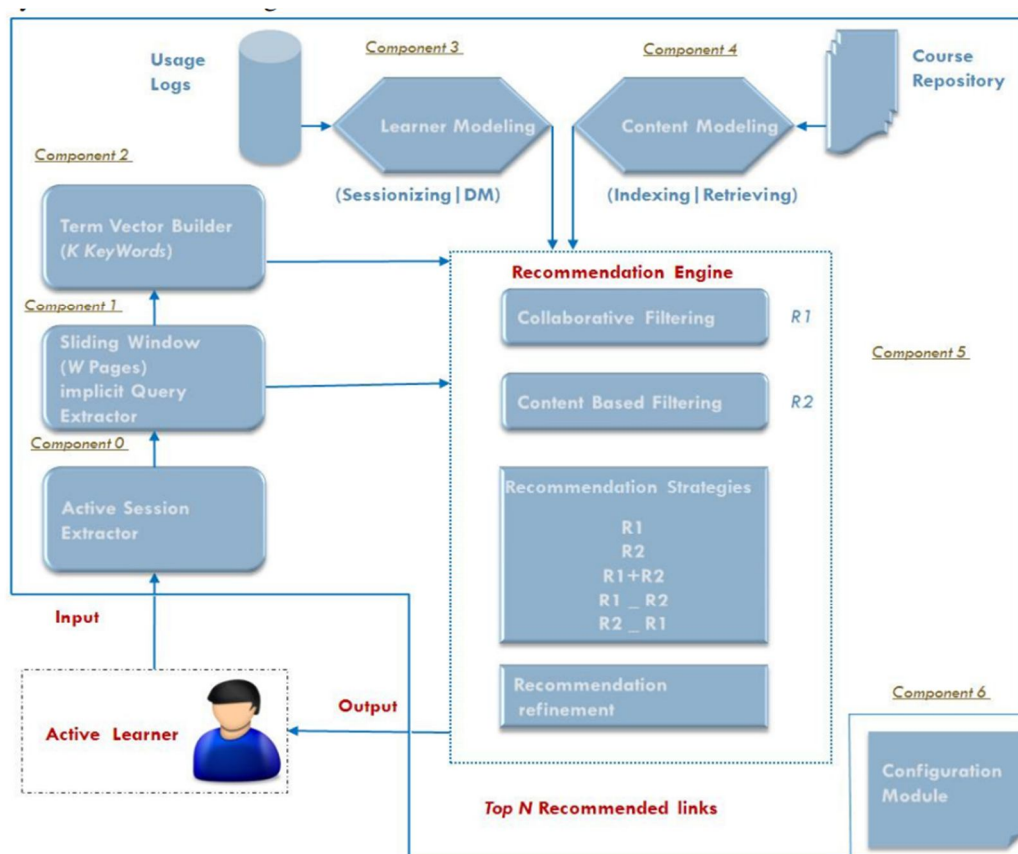 Component 3
Component 4
Usage
Logs
Course
Repository
Learner Modeling
Content Modeling
Component 2
(Sessionizing|DM)
(Indexing|Retrieving)
Term Vector Builder
(K KeyWords)
Recommendation Engine
Component 1
Collaborative Filtering
R1
Sliding Window
(W Pages)
implicit Query
Extractor
Component 5
Content Based Filtering
R2
Component 0
Active Session
Extractor
Recommendation Strategies
R1
R2
R1+R2
R1 _ R2
R2 _ R1
Input
Recommendation
refinement
Component 6
Output
Active Learner
Configuration
Module
Top N Recommended links